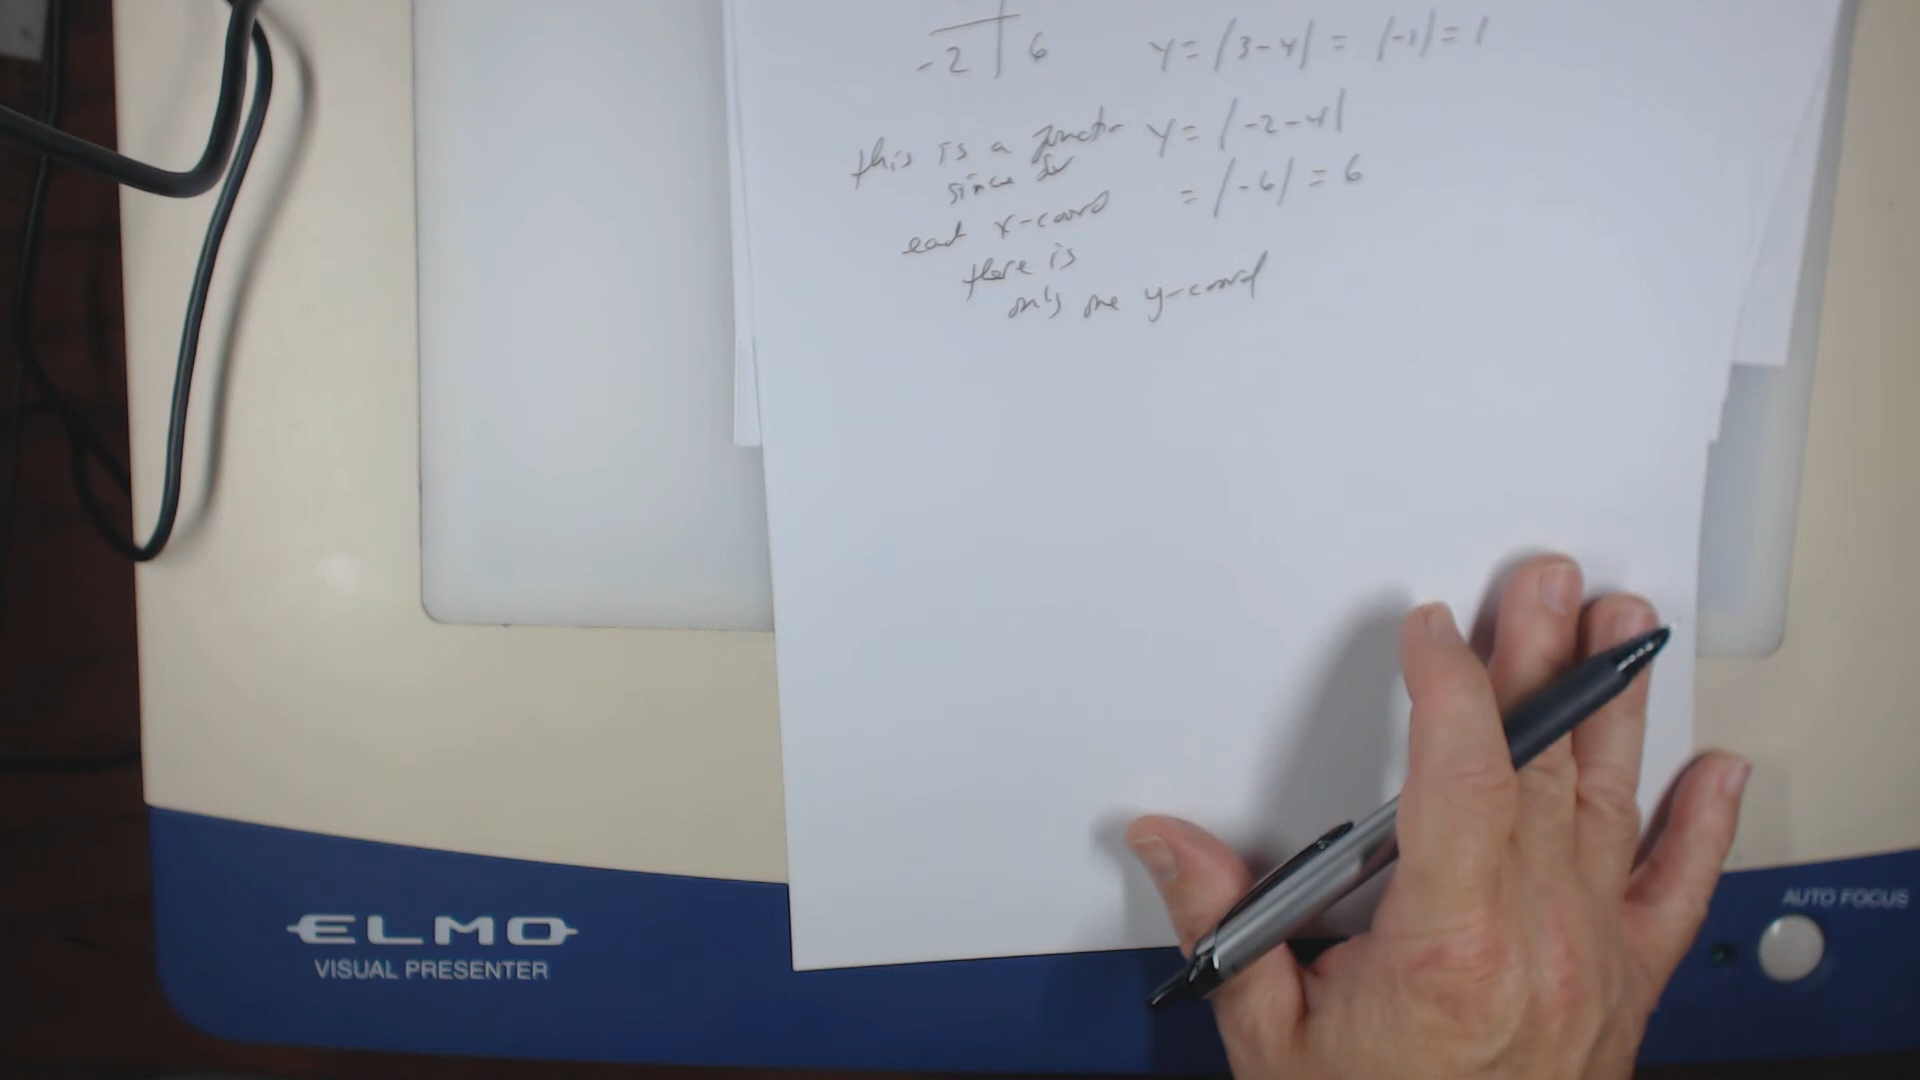 -2 | 6
y = |3-4| = |-1| = 1
this is a function
since for
each x-coord
there is
only one y-coord
y = |-2-4|
= |-6| = 6
ELMO
VISUAL PRESENTER
AUTO FOCUS